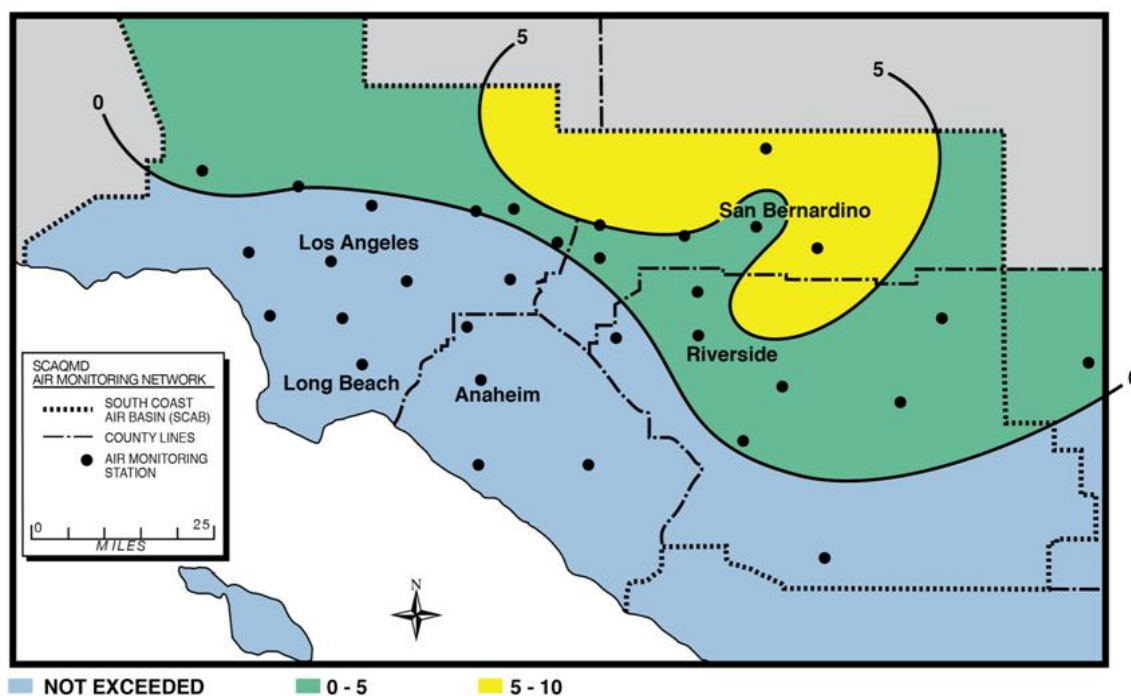 5
5
0
San Bernardino
Los Angeles
Riverside
SCAQMD
AIR MONITORING NETWORK
SOUTH COAST
AIR BASIN (SCAB)
COUNTY LINES
AIR MONITORING
STATION
0 25
MILES
Long Beach
Anaheim
N
NOT EXCEEDED 0 - 5 5 - 10